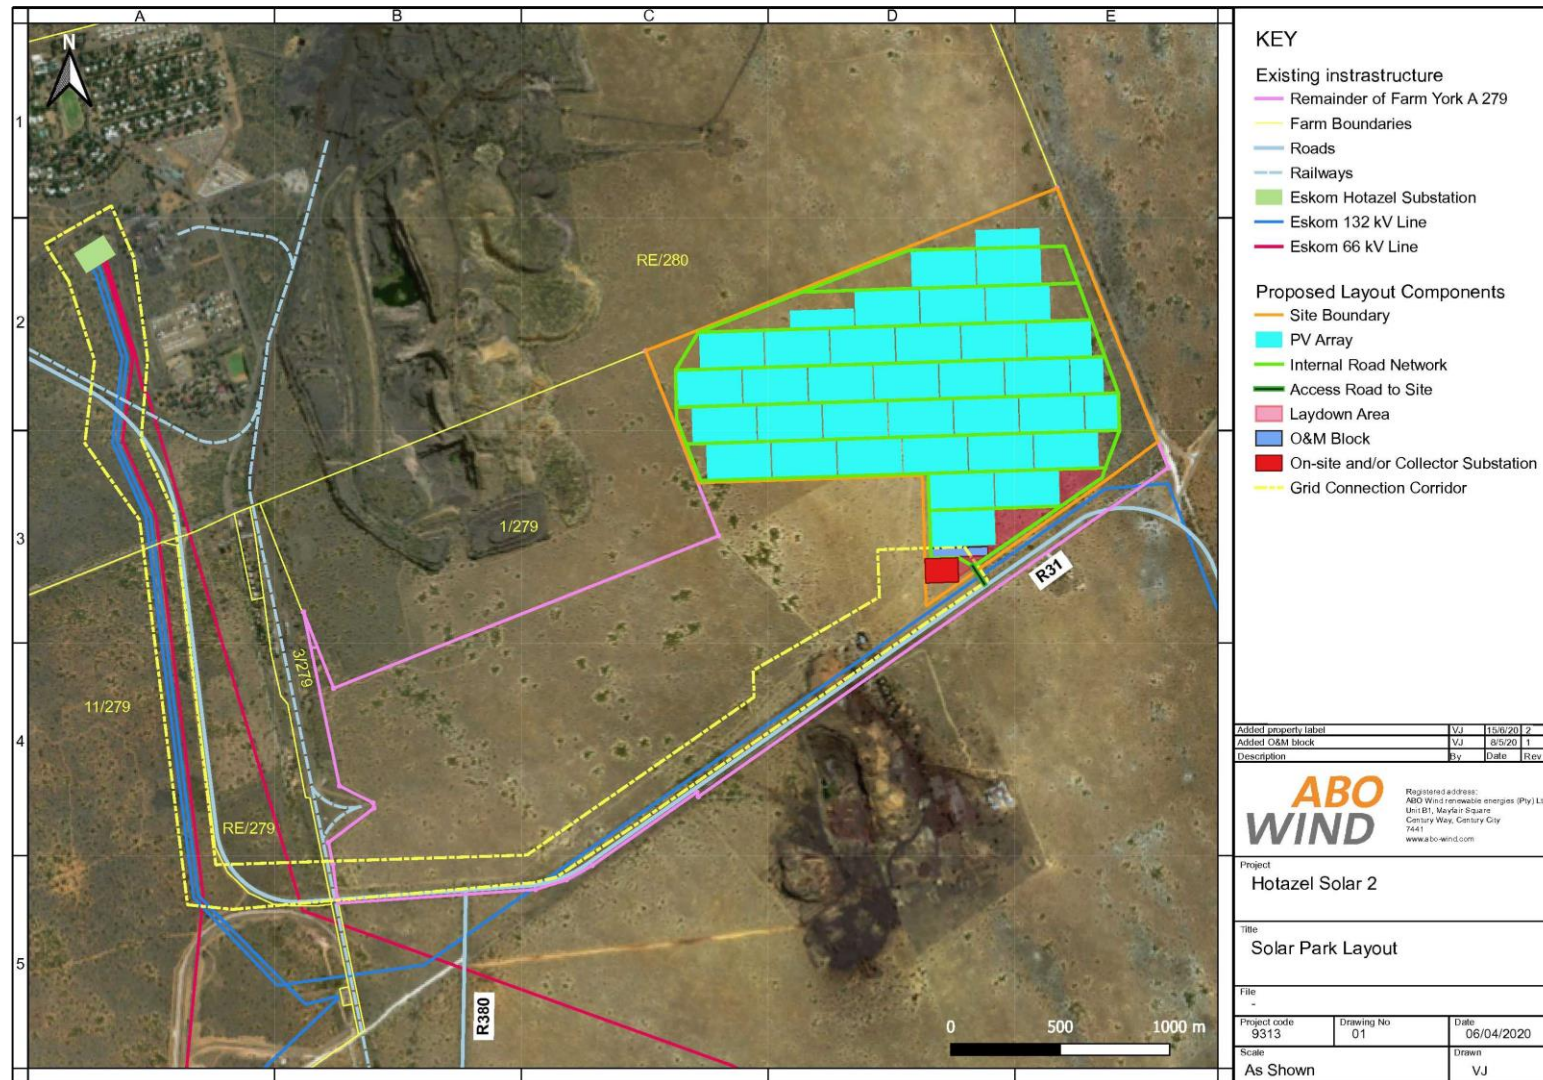 A B C D E
N
1
2
3
4
5
RE/280
1/279
3/279
11/279
RE/279
R31
R380
0 500 1000 m
KEY
Existing instrastructure
Remainder of Farm York A 279
Farm Boundaries
Roads
Railways
Eskom Hotazel Substation
Eskom 132 kV Line
Eskom 66 kV Line
Proposed Layout Components
Site Boundary
PV Array
Internal Road Network
Access Road to Site
Laydown Area
O&M Block
On-site and/or Collector Substation
Grid Connection Corridor
Added property label VJ 15/6/20 2
Added O&M block VJ 8/5/20 1
Description By Date Rev
ABO
WIND
Registered address:
ABO Wind renewable energies (Pty) Lt
Unit B1, Mayfair Square
Century Way, Century City
7441
www.abo-wind.com
Project
Hotazel Solar 2
Title
Solar Park Layout
File
-
Project code Drawing No Date
9313 01 06/04/2020
Scale Drawn
As Shown VJ